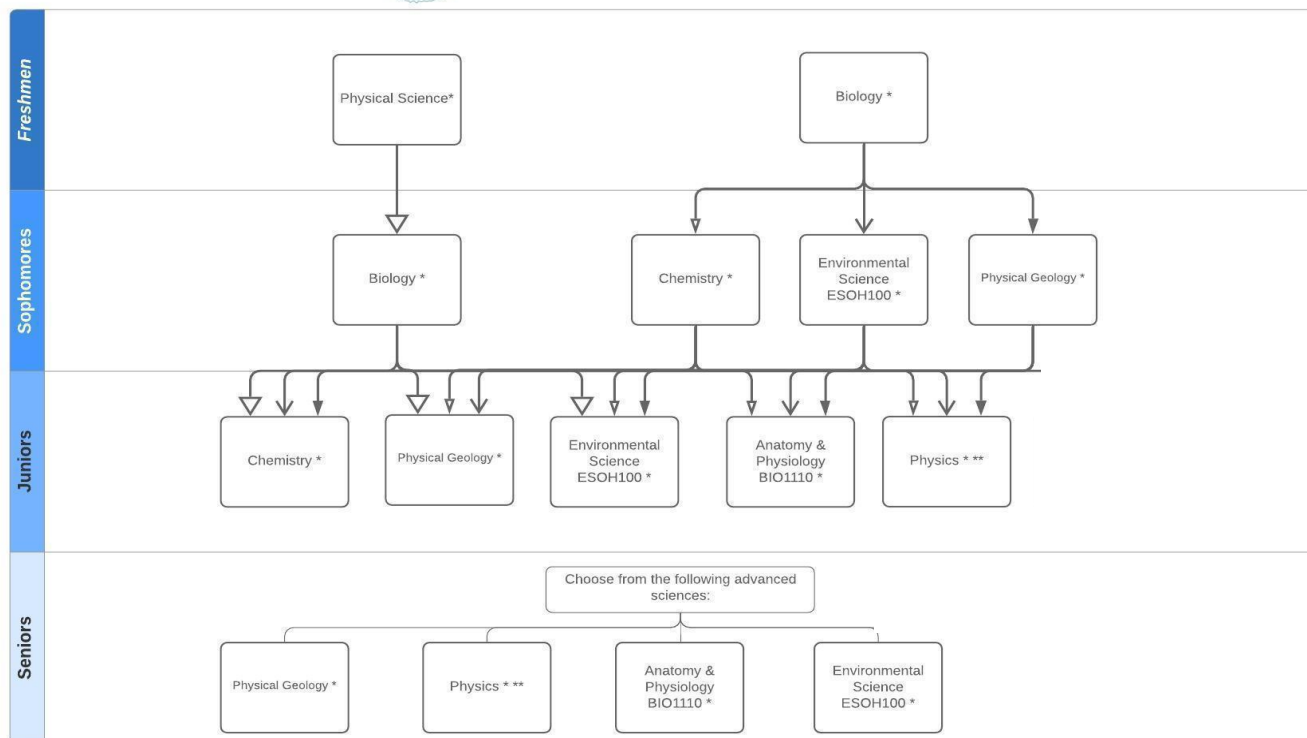 Freshmen
Physical Science*
Biology *
Sophomores
Biology *
Chemistry *
Environmental
Science
ESOH100 *
Physical Geology *
Juniors
Chemistry *
Physical Geology *
Environmental
Science
ESOH100 *
Anatomy &
Physiology
BIO1110 *
Physics * **
Seniors
Choose from the following advanced
sciences:
Physical Geology *
Physics * **
Anatomy &
Physiology
BIO1110 *
Environmental
Science
ESOH100 *